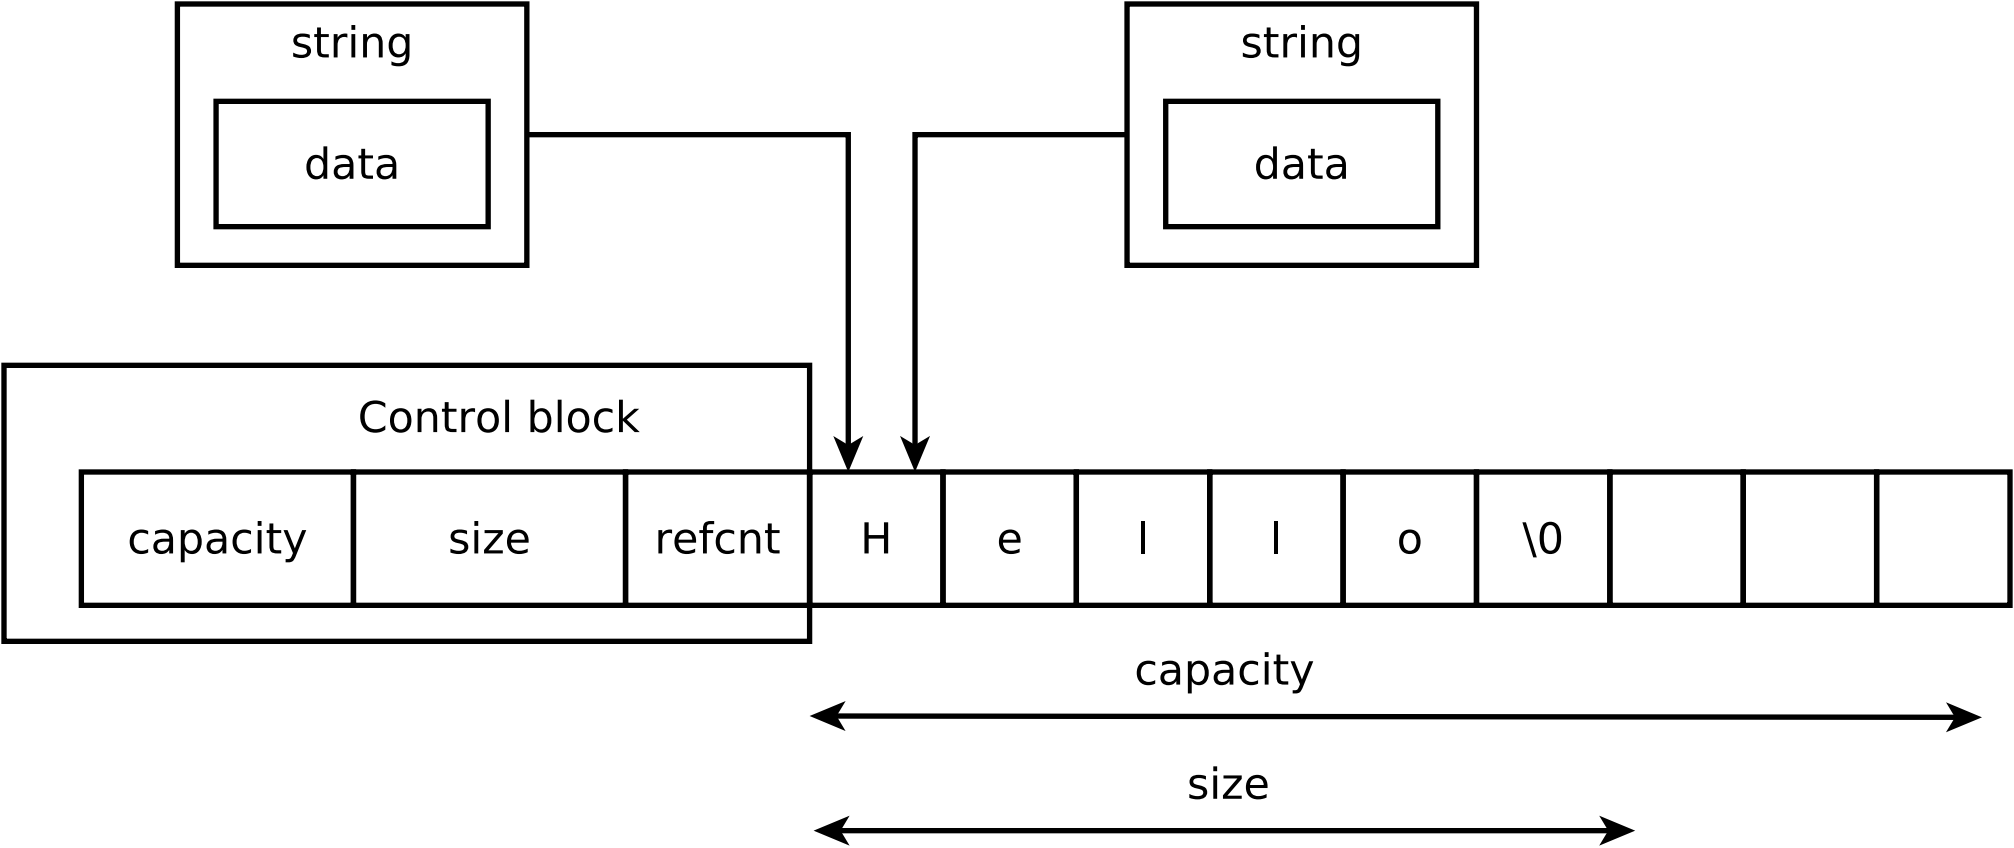 string
data
string
data
Control block
capacity size refcnt H e l l o \0
capacity
size